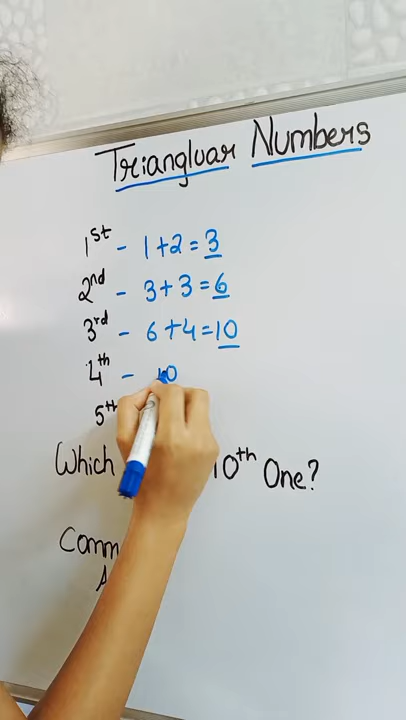 Triangluar Numbers
1st - 1+2=3
2nd - 3+3=6
3rd - 6+4=10
4th - 10
5th
Which 10th One?